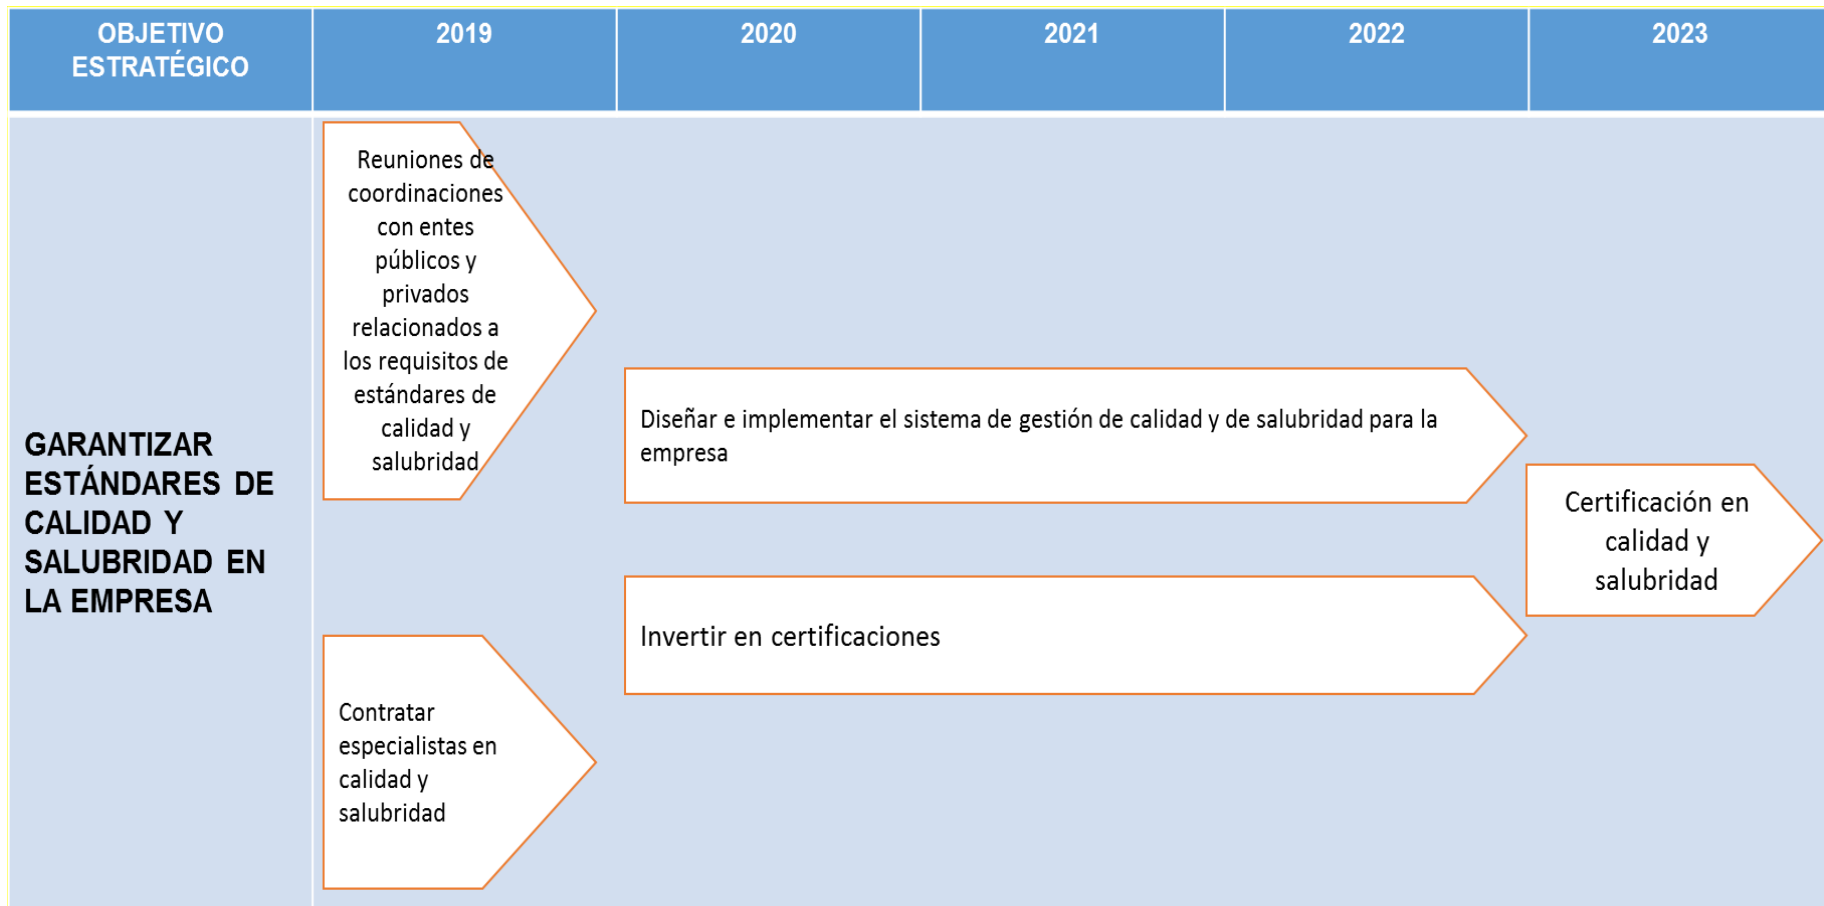 OBJETIVO
ESTRATÉGICO
2019
2020
2021
2022
2023
GARANTIZAR
ESTÁNDARES DE
CALIDAD Y
SALUBRIDAD EN
LA EMPRESA
Reuniones de
coordinaciones
con entes
públicos y
privados
relacionados a
los requisitos de
estándares de
calidad y
salubridad
Contratar
especialistas en
calidad y
salubridad
Diseñar e implementar el sistema de gestión de calidad y de salubridad para la
empresa
Invertir en certificaciones
Certificación en
calidad y
salubridad